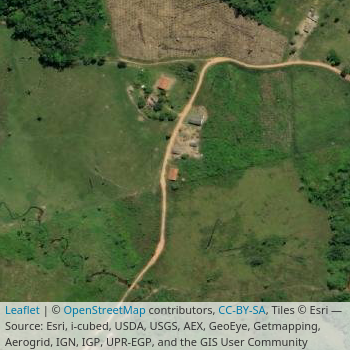 Leaflet | © OpenStreetMap contributors, CC-BY-SA, Tiles © Esri —
Source: Esri, i-cubed, USDA, USGS, AEX, GeoEye, Getmapping,
Aerogrid, IGN, IGP, UPR-EGP, and the GIS User Community